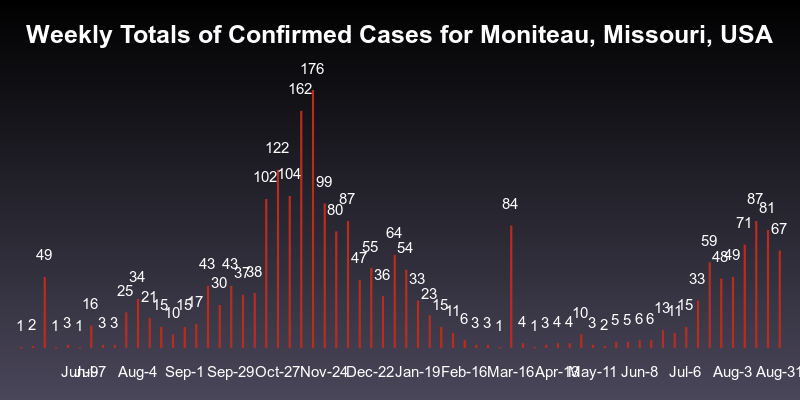 Weekly Totals of Confirmed Cases for Moniteau, Missouri, USA
1 2 49 1 3 1 16 3 3 25 34 21 15 10 15 17 43 30 43 37 38 102 122 104 162 176 99 80 87 47 55 36 64 54 33 23 15 11 6 3 3 1 84 4 1 3 4 4 10 3 2 5 5 6 6 13 11 15 33 59 48 49 71 87 81 67
Jul-7 Aug-4 Sep-1 Sep-29 Oct-27 Nov-24 Dec-22 Jan-19 Feb-16 Mar-16 Apr-13 May-11 Jun-8 Jul-6 Aug-3 Aug-31